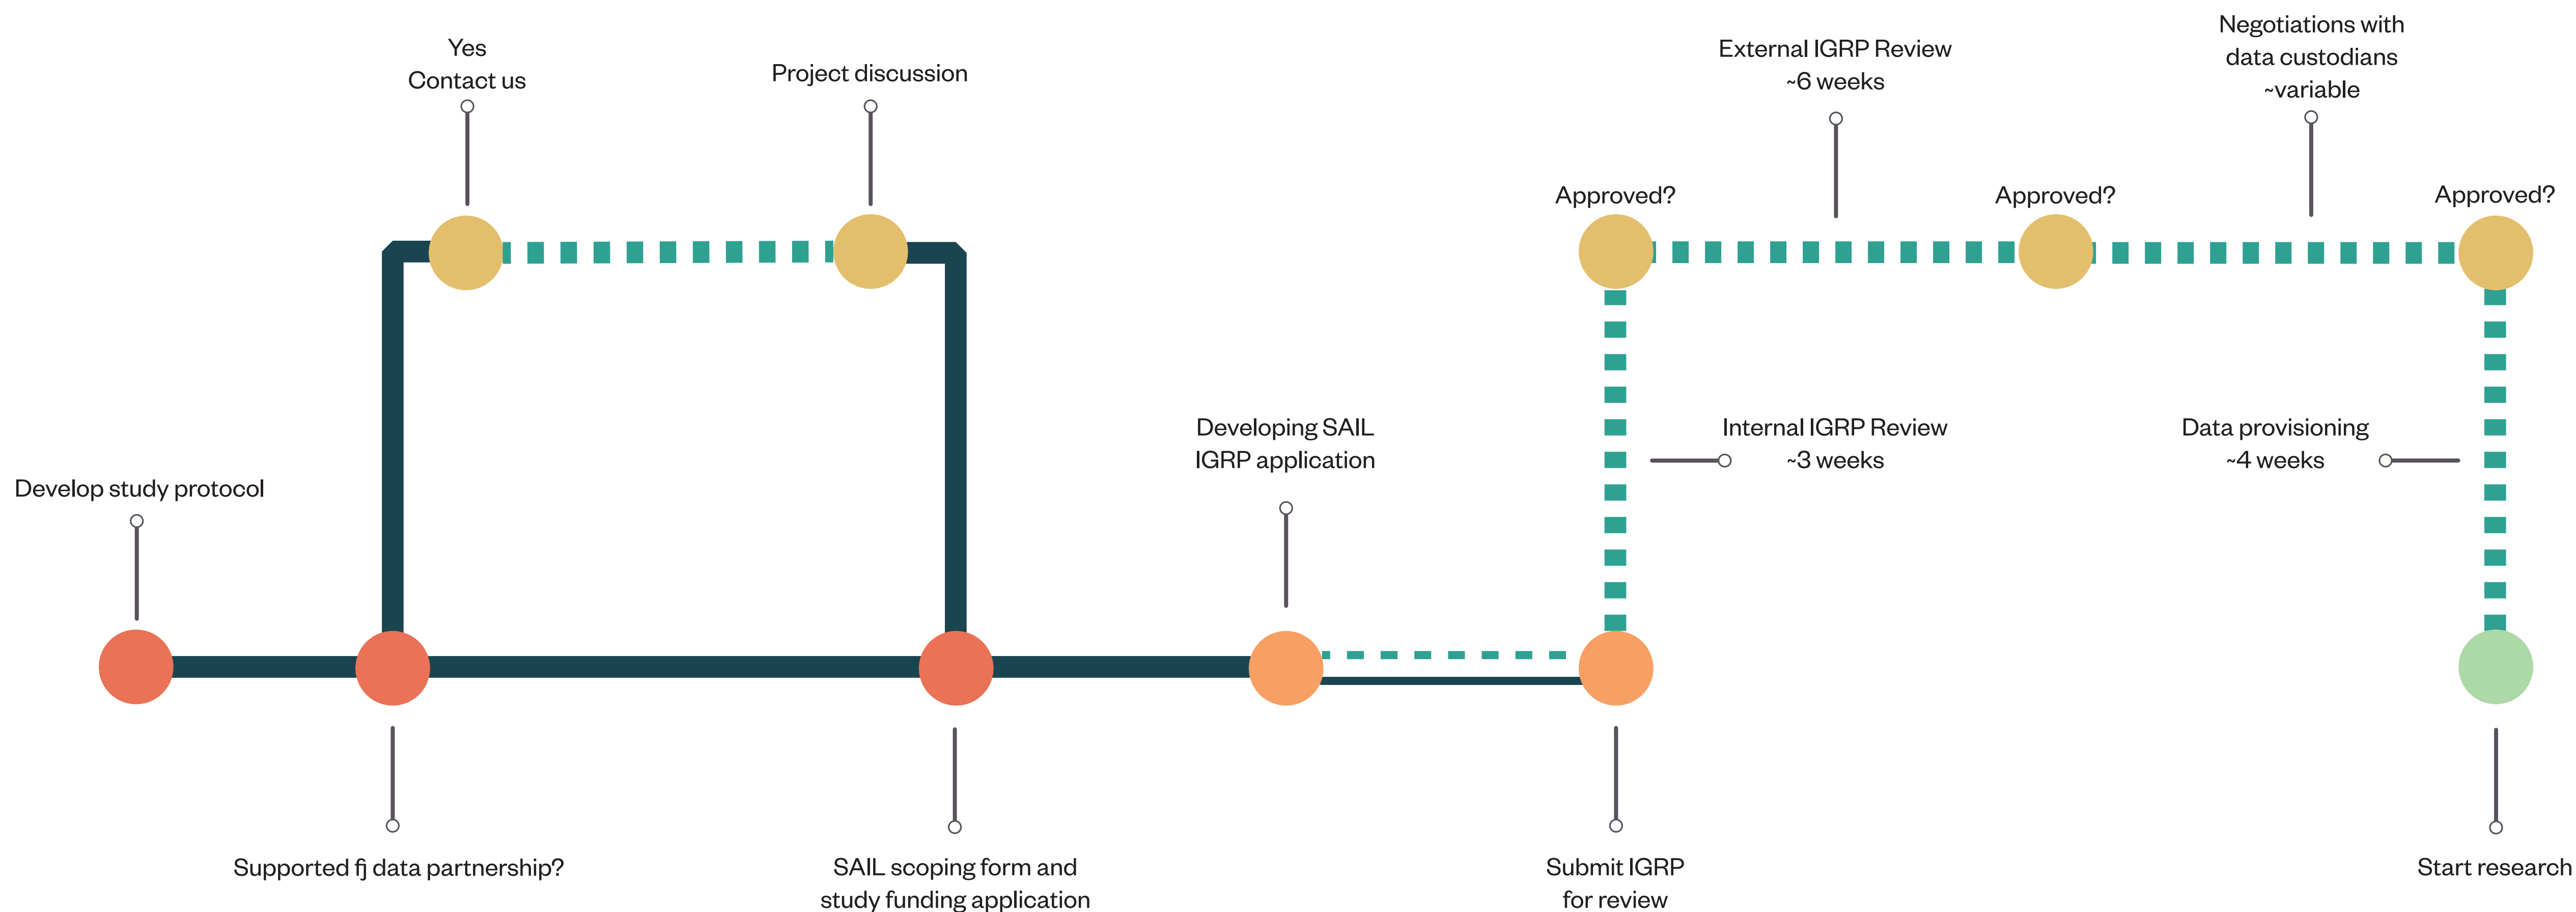 Develop study protocol
Supported fj data partnership?
Yes
Contact us
Project discussion
SAIL scoping form and
study funding application
Developing SAIL
IGRP application
Submit IGRP
for review
Internal IGRP Review
~3 weeks
Approved?
External IGRP Review
~6 weeks
Approved?
Negotiations with
data custodians
~variable
Approved?
Data provisioning
~4 weeks
Start research